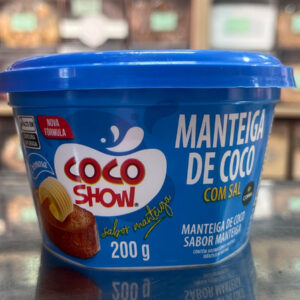 NOVA
FÓRMULA
COCO
SHOW
sabor manteiga
200 g
MANTEIGA
DE COCO
COM SAL
MANTEIGA DE COCO
SABOR MANTEIGA